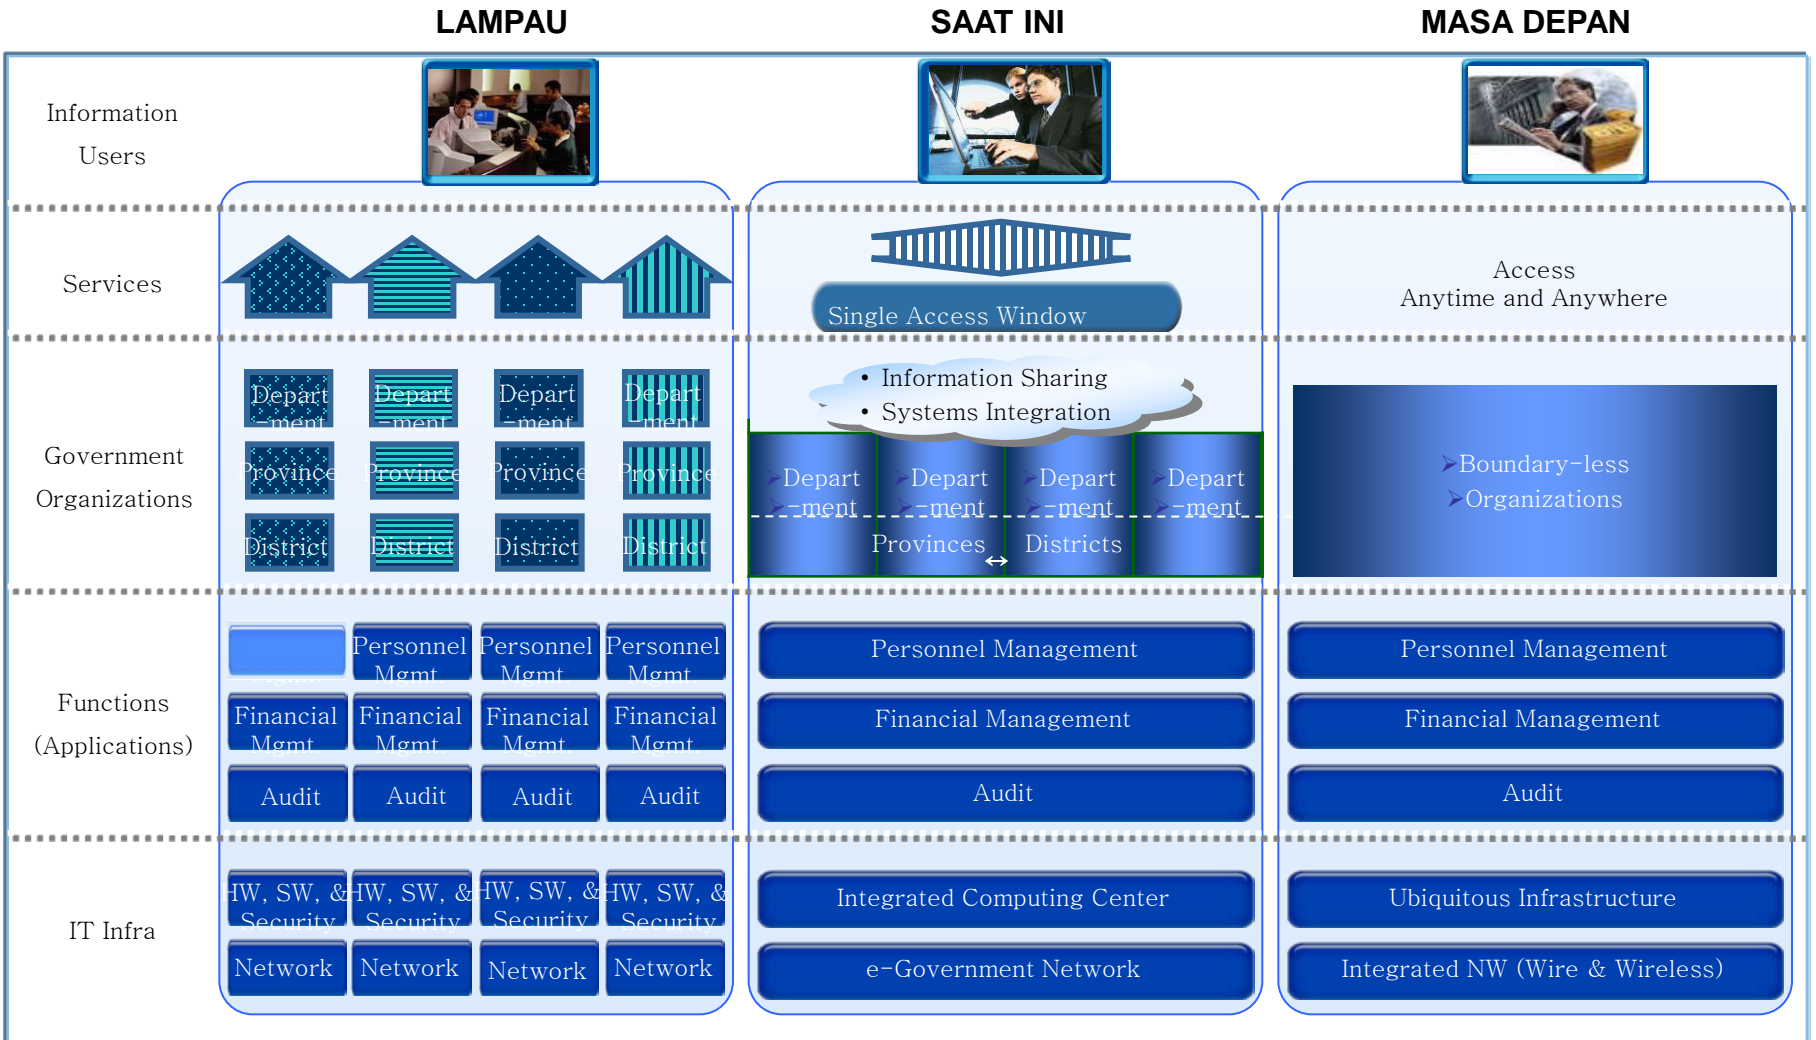 LAMPAU
SAAT INI
MASA DEPAN
Information
Users
Services
Single Access Window
Access
Anytime and Anywhere
Government
Organizations
Depart
-ment
Depart
-ment
Depart
-ment
Depart
-ment
Province
Province
Province
Province
District
District
District
District
• Information Sharing
• Systems Integration
➢Depart
➢-ment
➢Depart
➢-ment
➢Depart
➢-ment
➢Depart
➢-ment
Provinces ↔ Districts
➢Boundary-less
➢Organizations
Functions
(Applications)
Mgmt.
Personnel
Mgmt.
Personnel
Mgmt.
Personnel
Mgmt.
Financial
Mgmt.
Financial
Mgmt.
Financial
Mgmt.
Financial
Mgmt.
Audit
Audit
Audit
Audit
Personnel Management
Financial Management
Audit
Personnel Management
Financial Management
Audit
IT Infra
HW, SW, &
Security
HW, SW, &
Security
HW, SW, &
Security
HW, SW, &
Security
Network
Network
Network
Network
Integrated Computing Center
e-Government Network
Ubiquitous Infrastructure
Integrated NW (Wire & Wireless)